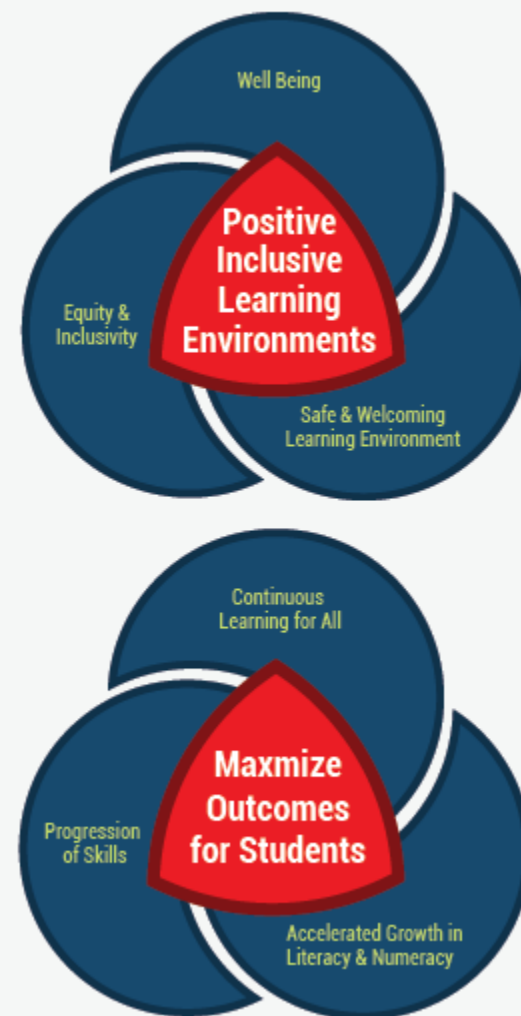 Well Being
Positive
Inclusive
Learning
Environments
Equity &
Inclusivity
Safe & Welcoming
Learning Environment
Continuous
Learning for All
Maxmize
Outcomes
for Students
Progression
of Skills
Accelerated Growth in
Literacy & Numeracy